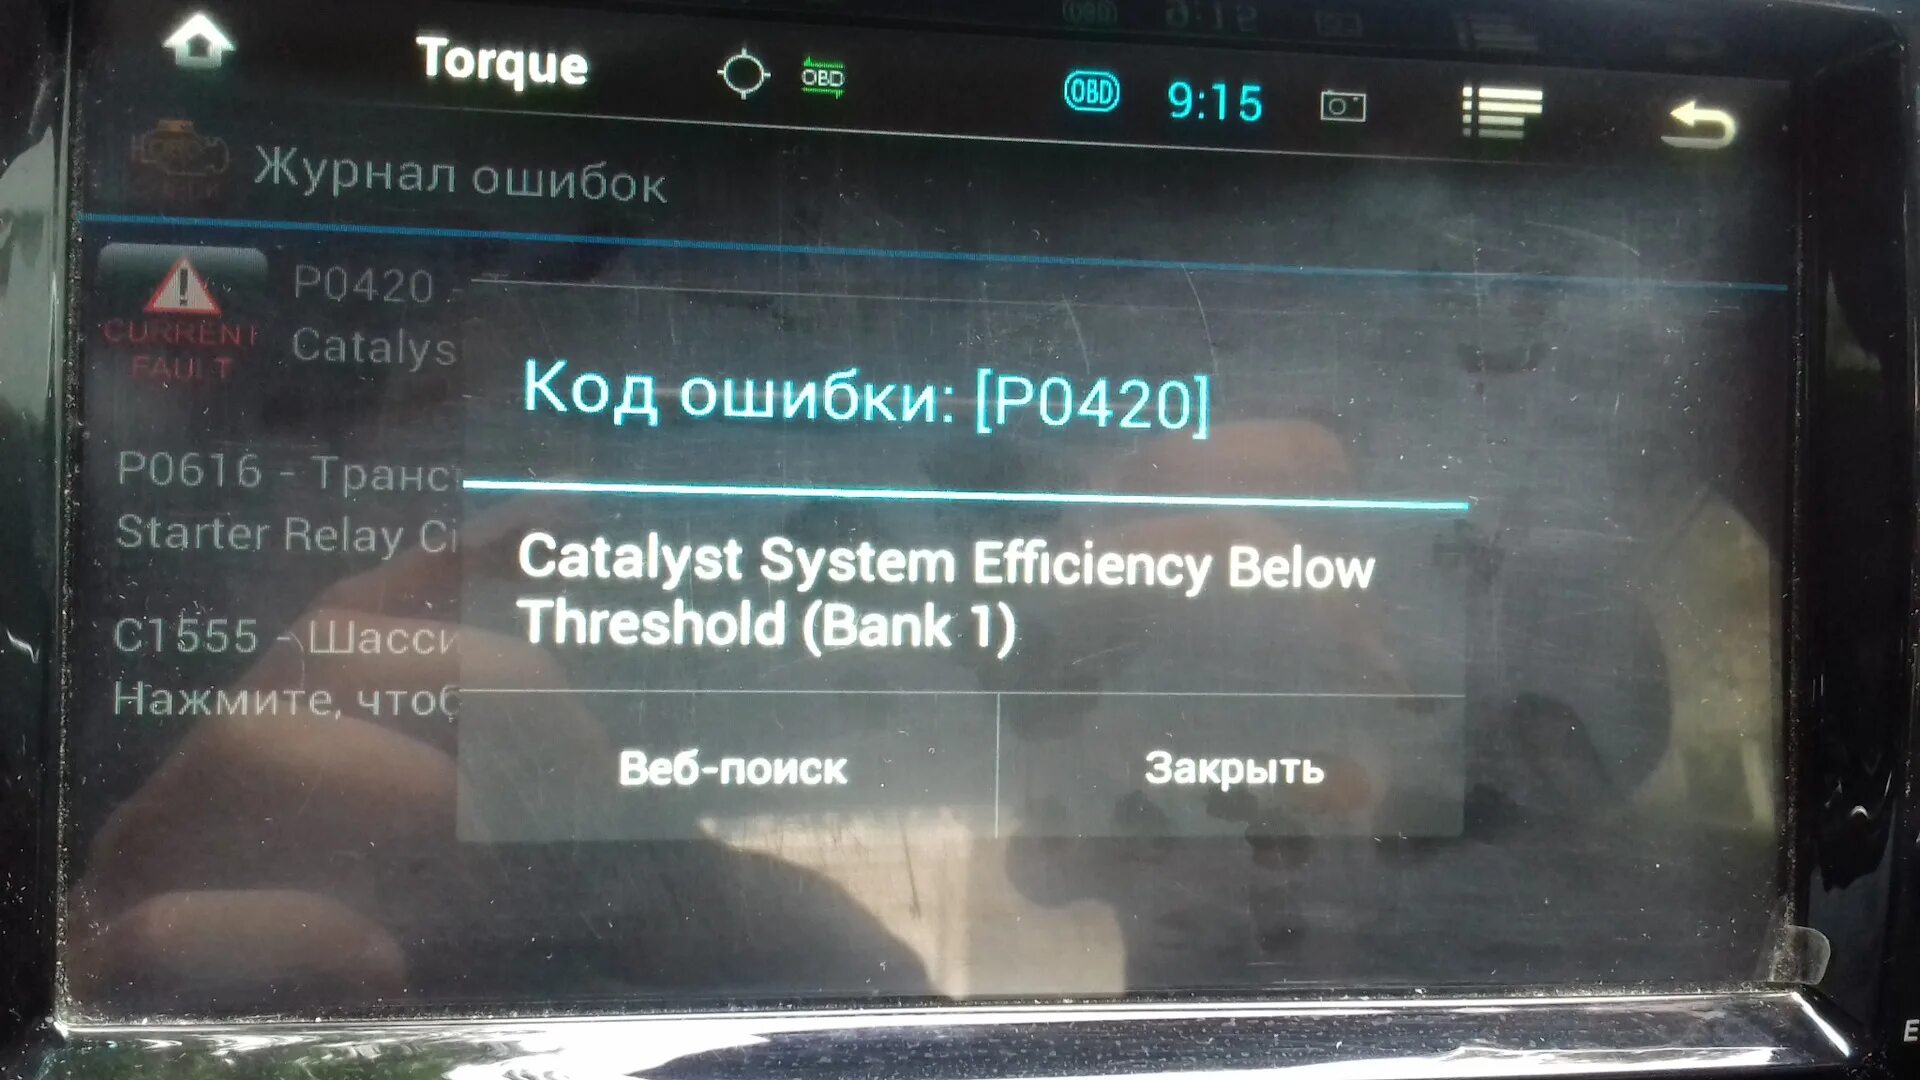 Torque
OBD
OBD
9:15
Журнал ошибок
CURRENT
FAULT
P0420 -
Catalys
P0616 - Транс
Starter Relay Ci
C1555 - Шасси
Нажмите, чтоб
Код ошибки: [P0420]
Catalyst System Efficiency Below
Threshold (Bank 1)
Веб-поиск
Закрыть